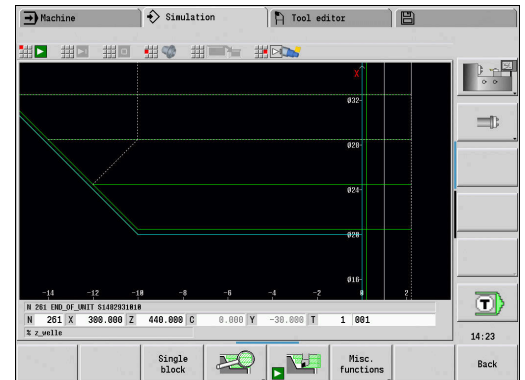 Machine
Simulation
Tool editor
X
ø32
ø28
ø24
ø20
ø16
-14 -12 -10 -8 -6 -4 -2 0 2
N 261 END_OF_UNIT S1482931010
N 261 X 300.000 Z 440.000 C 0.000 Y -30.000 T 1 001
% z_welle
T
14:23
Single
block
Misc.
functions
Back